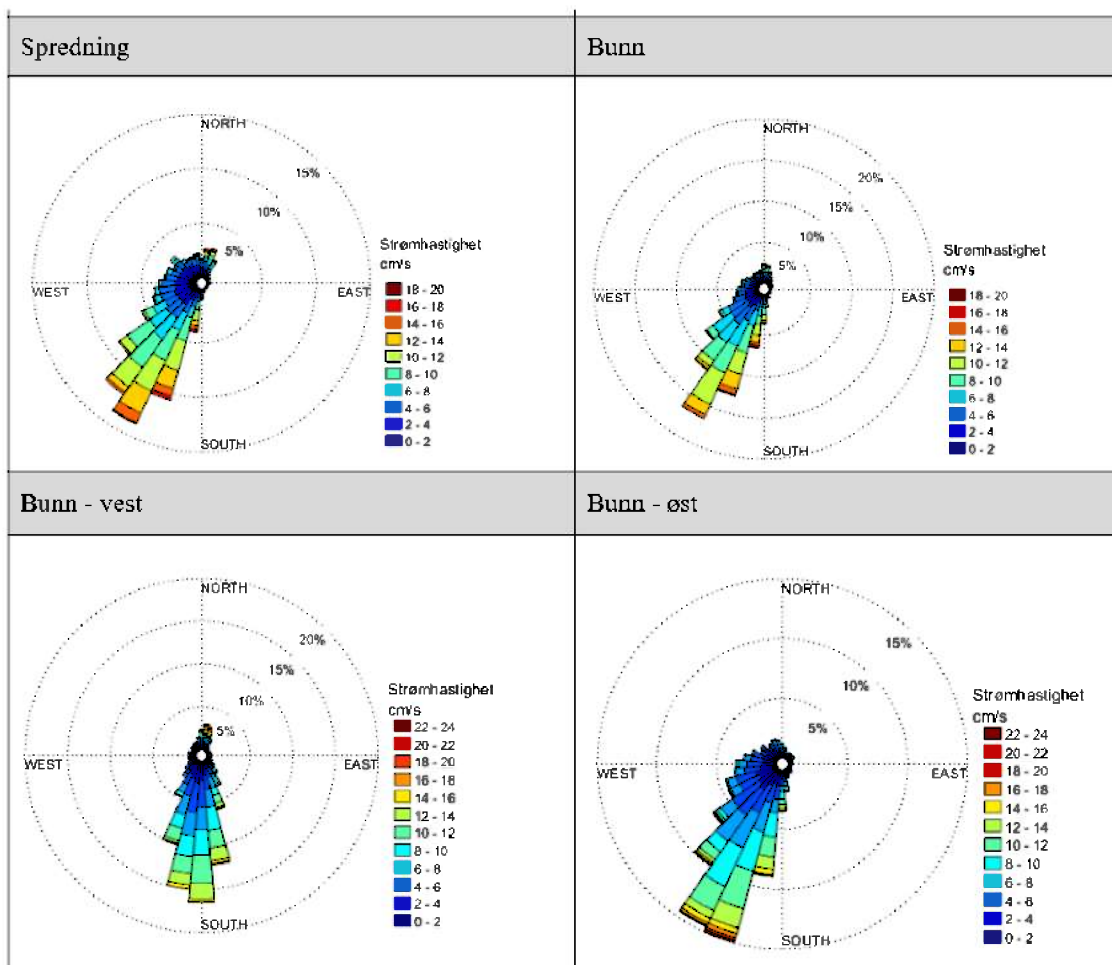 Spredning
NORTH
15%
10%
5%
WEST
EAST
SOUTH
Strømhastighet
cm/s
18 - 20
16 - 18
14 - 16
12 - 14
10 - 12
8 - 10
6 - 8
4 - 6
2 - 4
0 - 2
Bunn
NORTH
20%
15%
10%
5%
WEST
EAST
SOUTH
Strømhastighet
cm/s
18 - 20
16 - 18
14 - 16
12 - 14
10 - 12
8 - 10
6 - 8
4 - 6
2 - 4
0 - 2
Bunn - vest
NORTH
20%
15%
10%
5%
WEST
EAST
SOUTH
Strømhastighet
cm/s
22 - 24
20 - 22
18 - 20
16 - 18
14 - 16
12 - 14
10 - 12
8 - 10
6 - 8
4 - 6
2 - 4
0 - 2
Bunn - øst
NORTH
15%
10%
5%
WEST
EAST
SOUTH
Strømhastighet
cm/s
22 - 24
20 - 22
18 - 20
16 - 18
14 - 16
12 - 14
10 - 12
8 - 10
6 - 8
4 - 6
2 - 4
0 - 2